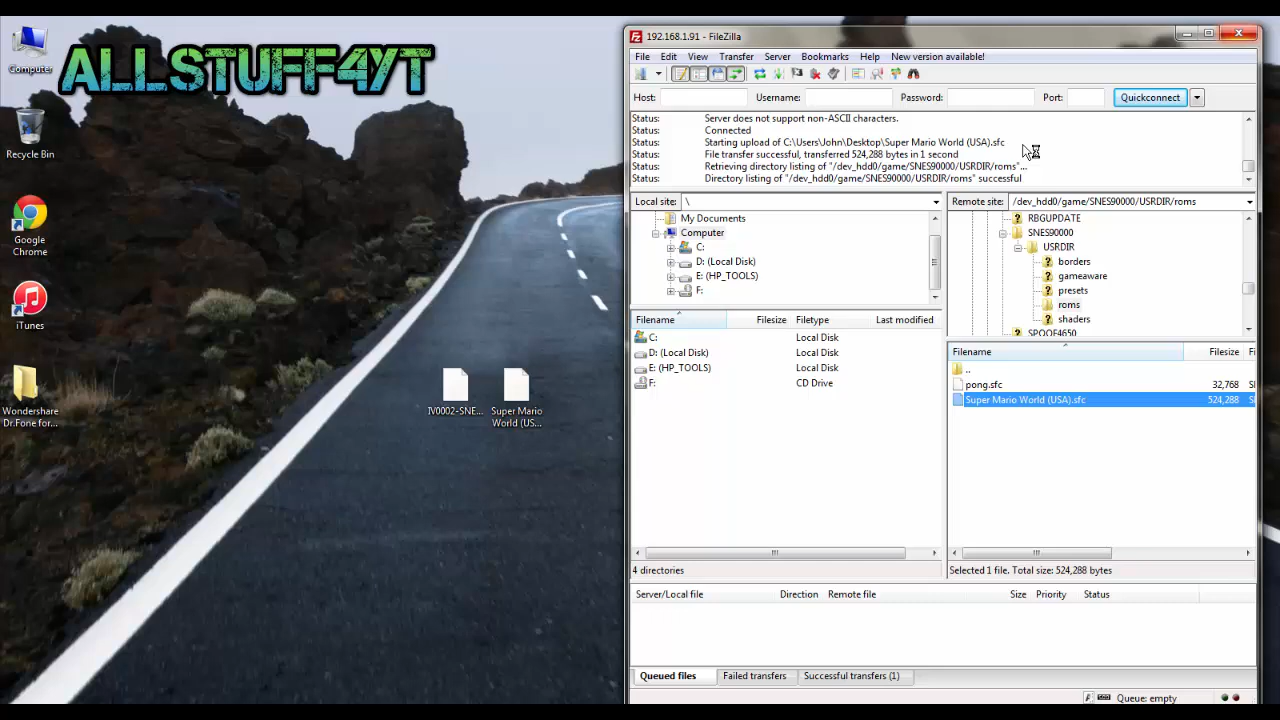 192.168.1.91 - FileZilla
Computer
ALLSTUFF4YT
Recycle Bin
Google
Chrome
iTunes
Wondershare
Dr.Fone for...
IV0002-SNE...
Super Mario
World (US...
File Edit View Transfer Server Bookmarks Help New version available!
Host: Username: Password: Port: Quickconnect
Status: Server does not support non-ASCII characters.
Status: Connected
Status: Starting upload of C:\Users\John\Desktop\Super Mario World (USA).sfc
Status: File transfer successful, transferred 524,288 bytes in 1 second
Status: Retrieving directory listing of "/dev_hdd0/game/SNES90000/USRDIR/roms"...
Status: Directory listing of "/dev_hdd0/game/SNES90000/USRDIR/roms" successful
Local site: \
My Documents
Computer
C:
D: (Local Disk)
E: (HP_TOOLS)
F:
Filename Filesize Filetype Last modified
C: Local Disk
D: (Local Disk) Local Disk
E: (HP_TOOLS) Local Disk
F: CD Drive
4 directories
Remote site: /dev_hdd0/game/SNES90000/USRDIR/roms
RBGUPDATE
SNES90000
USRDIR
borders
gameaware
presets
roms
shaders
SPOOF4650
Filename Filesize Fi
..
pong.sfc 32,768 SI
Super Mario World (USA).sfc 524,288
Selected 1 file. Total size: 524,288 bytes
Server/Local file Direction Remote file Size Priority Status
Queued files Failed transfers Successful transfers (1)
Queue: empty